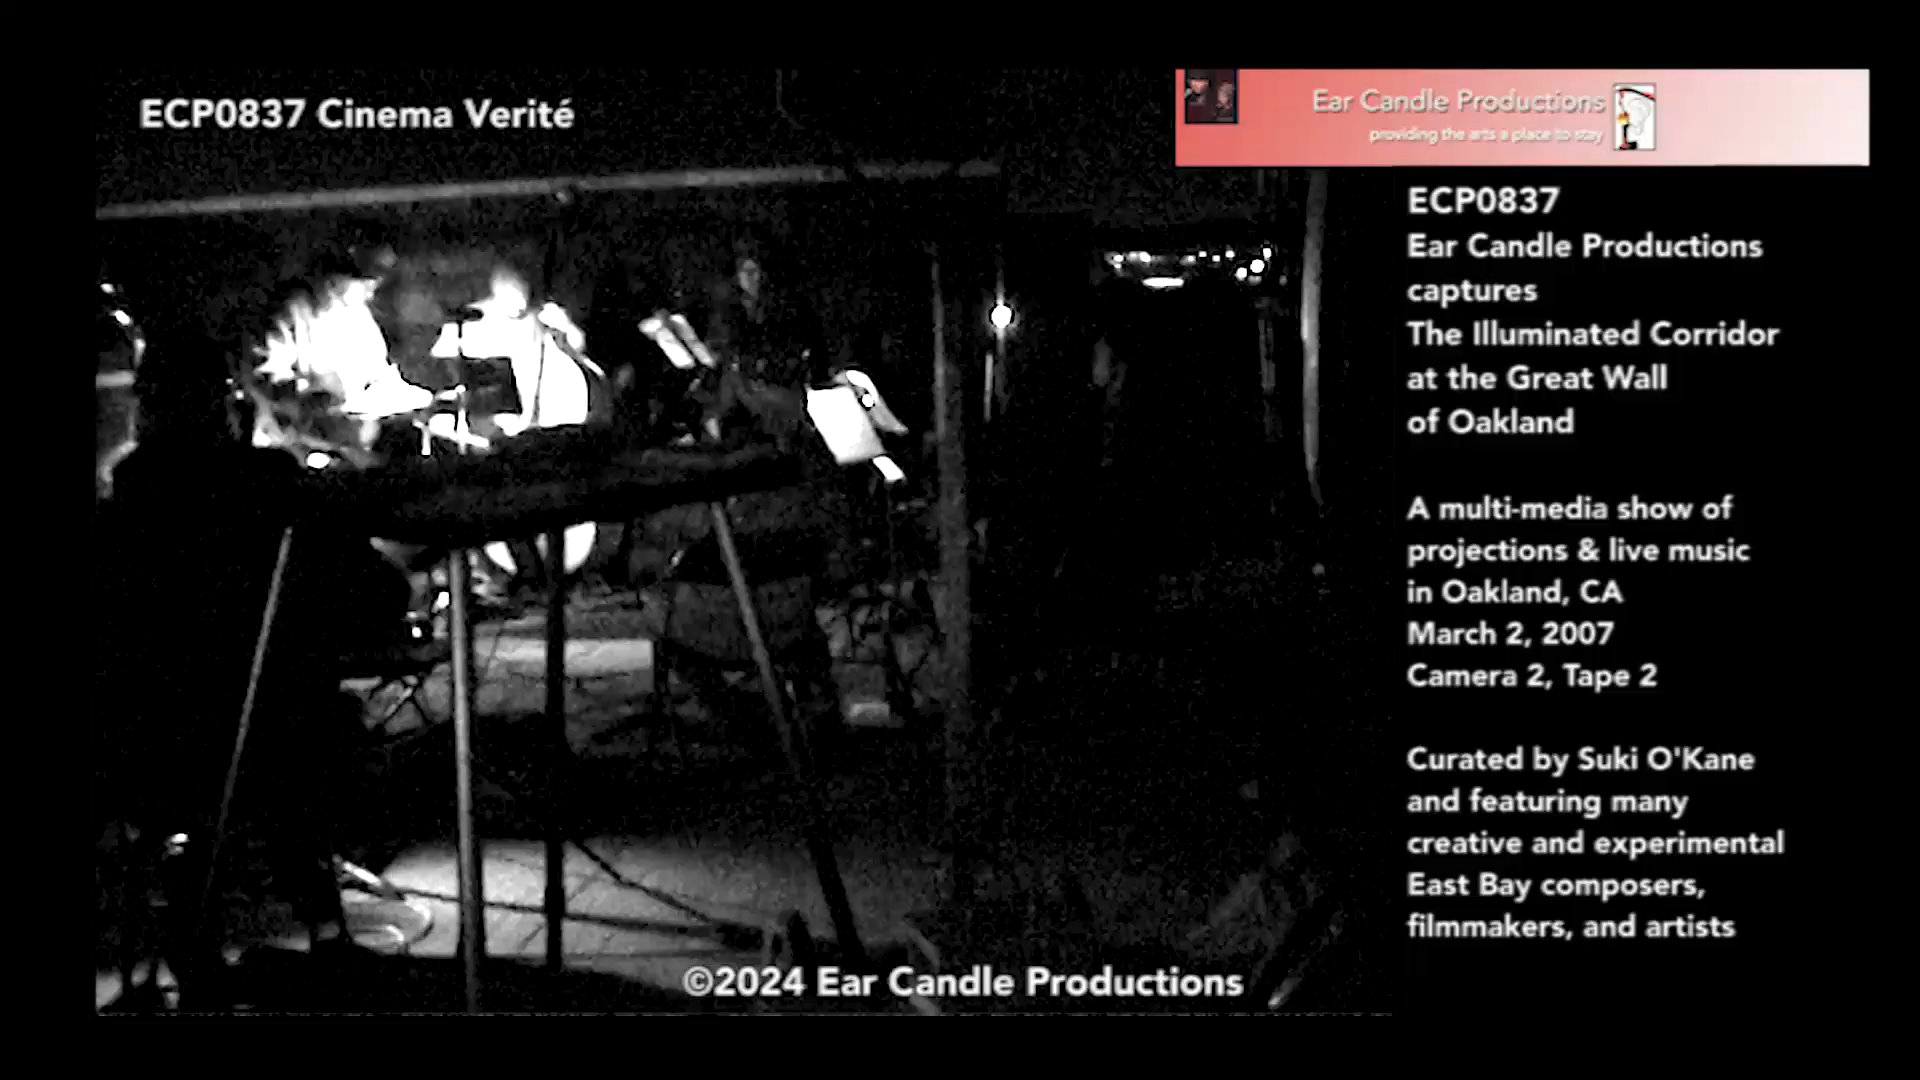 ECP0837 Cinema Verité
Ear Candle Productions
providing the arts a place to stay
ECP0837
Ear Candle Productions
captures
The Illuminated Corridor
at the Great Wall
of Oakland
A multi-media show of
projections & live music
in Oakland, CA
March 2, 2007
Camera 2, Tape 2
Curated by Suki O'Kane
and featuring many
creative and experimental
East Bay composers,
filmmakers, and artists
©2024 Ear Candle Productions